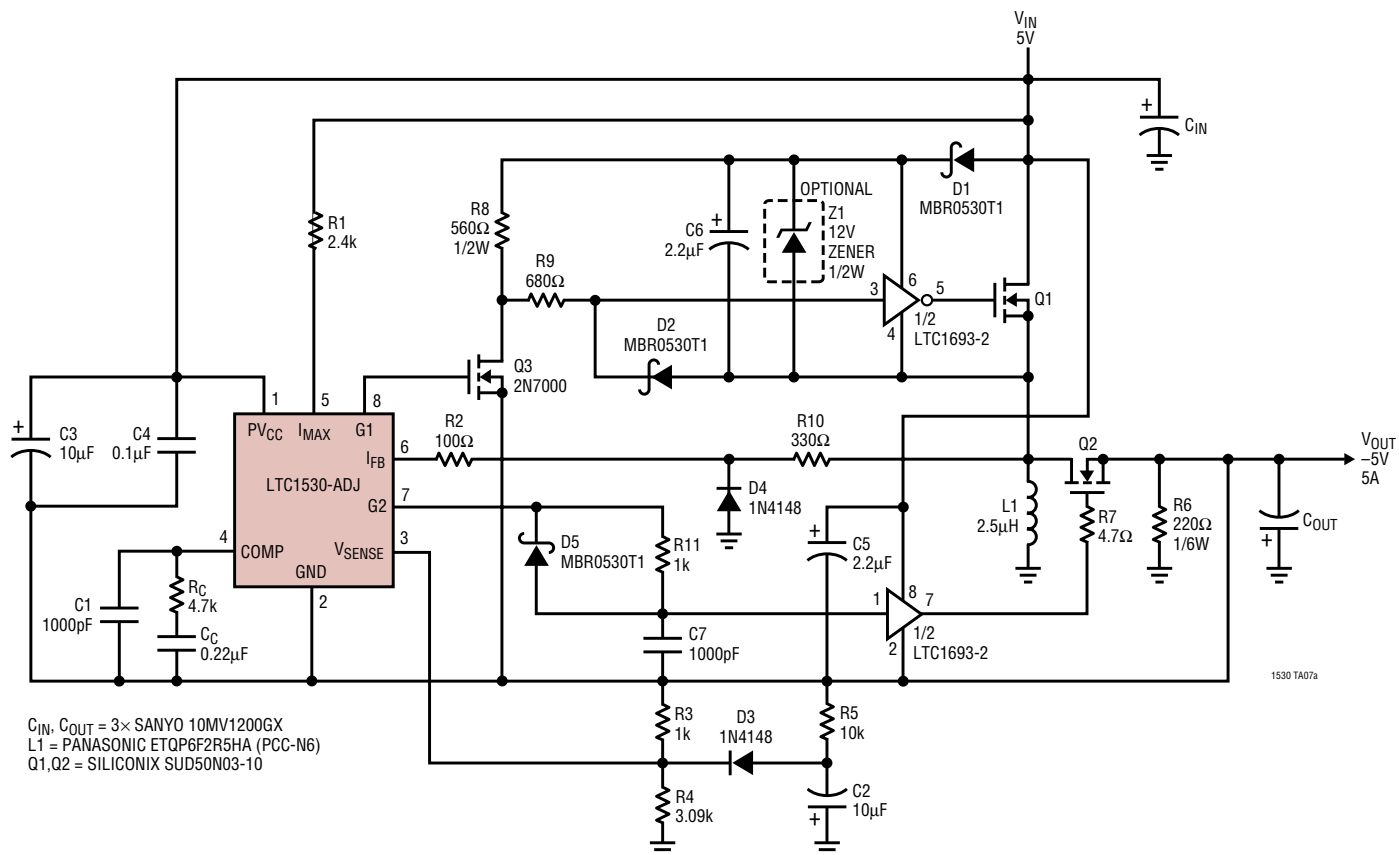 VIN
5V
+
CIN
R1
2.4k
R8
560Ω
1/2W
R9
680Ω
+
C6
2.2µF
OPTIONAL
Z1
12V
ZENER
1/2W
D1
MBR0530T1
D2
MBR0530T1
3
6
5
4
1/2
LTC1693-2
Q1
Q3
2N7000
+
C3
10µF
C4
0.1µF
1
5
8
PVCC
IMAX
G1
6
IFB
LTC1530-ADJ
G2
7
4
COMP
VSENSE
3
GND
2
R2
100Ω
R10
330Ω
D4
1N4148
Q2
VOUT
–5V
5A
L1
2.5µH
R7
4.7Ω
R6
220Ω
1/6W
COUT
+
D5
MBR0530T1
R11
1k
+
C5
2.2µF
1
8
7
2
1/2
LTC1693-2
C1
1000pF
RC
4.7k
CC
0.22µF
C7
1000pF
1530 TA07a
R3
1k
D3
1N4148
R5
10k
R4
3.09k
C2
10µF
+
CIN, COUT = 3× SANYO 10MV1200GX
L1 = PANASONIC ETQP6F2R5HA (PCC-N6)
Q1,Q2 = SILICONIX SUD50N03-10